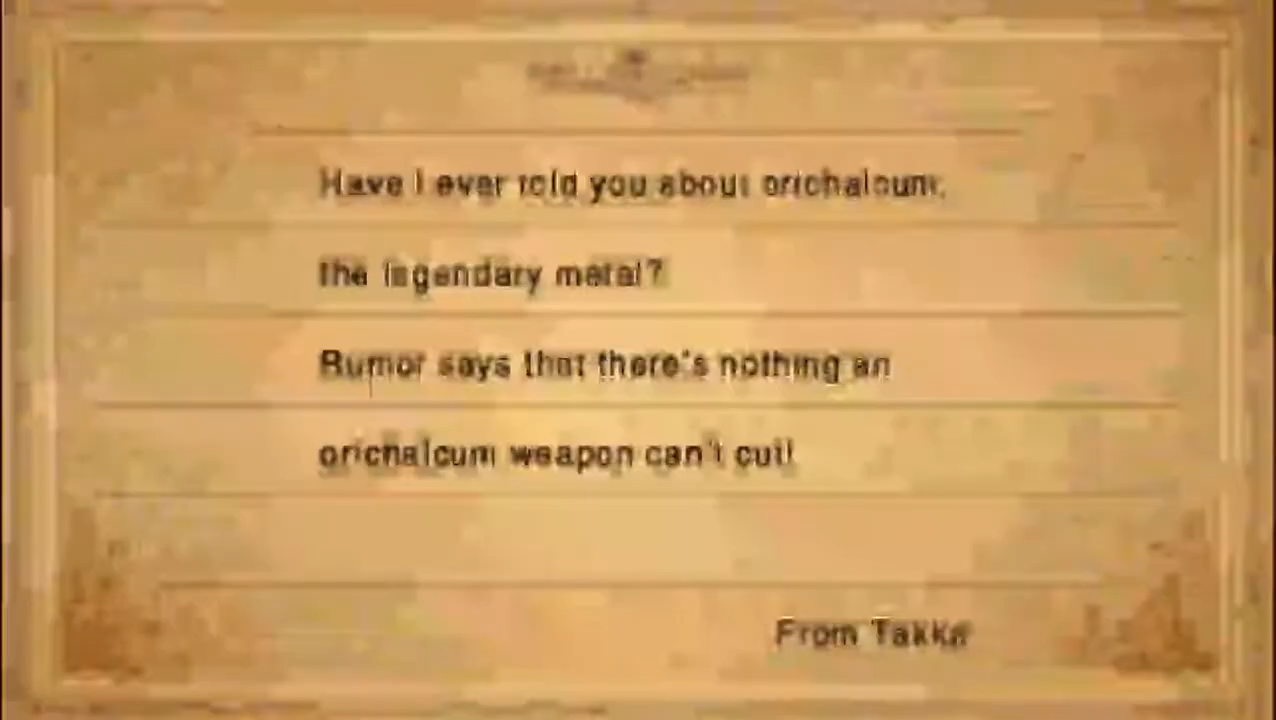 Have I ever told you about orichalcum,
the legendary metal?
Rumor says that there's nothing an
orichalcum weapon can't cut!
From Takka